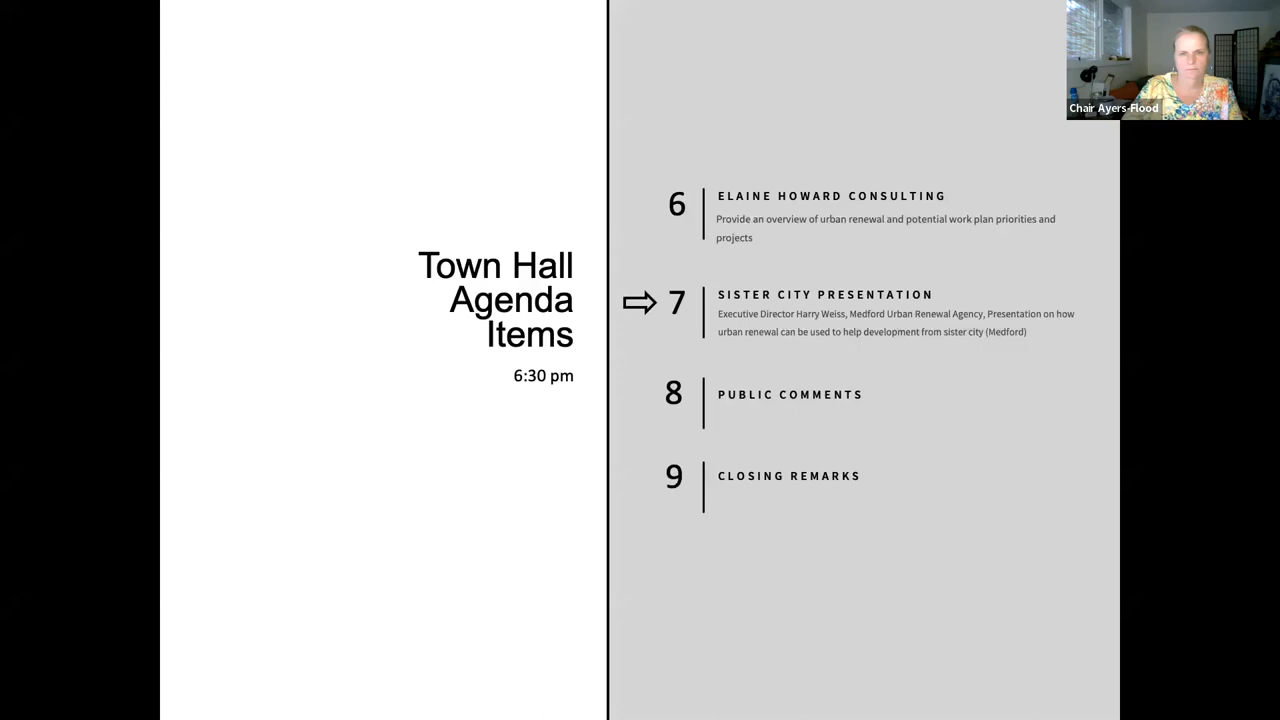 Town Hall
Agenda
Items
6:30 pm
6
ELAINE HOWARD CONSULTING
Provide an overview of urban renewal and potential work plan priorities and
projects
7
SISTER CITY PRESENTATION
Executive Director Harry Weiss, Medford Urban Renewal Agency, Presentation on how
urban renewal can be used to help development from sister city (Medford)
8
PUBLIC COMMENTS
9
CLOSING REMARKS
Chair Ayers-Flood